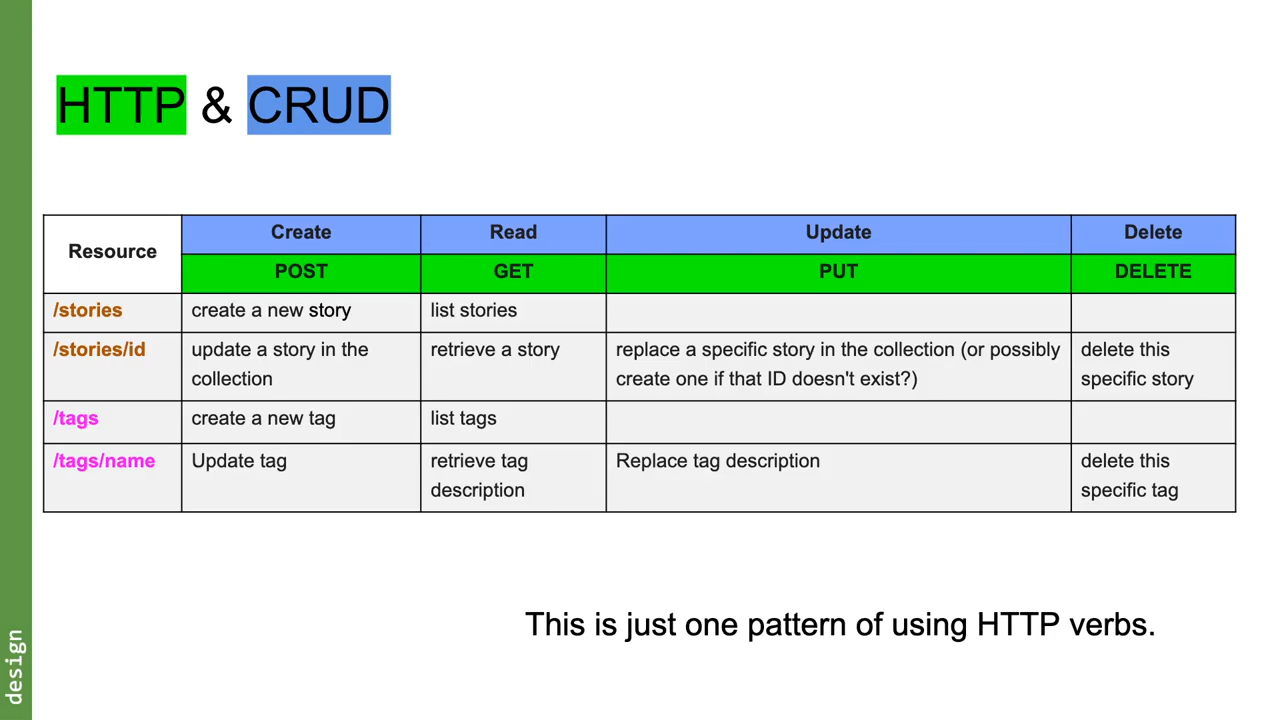 HTTP & CRUD
Resource
Create Read Update Delete
POST GET PUT DELETE
/stories create a new story list stories
/stories/id update a story in the retrieve a story replace a specific story in the collection (or possibly delete this
collection create one if that ID doesn't exist?) specific story
/tags create a new tag list tags
/tags/name Update tag retrieve tag Replace tag description delete this
description specific tag
This is just one pattern of using HTTP verbs.
design